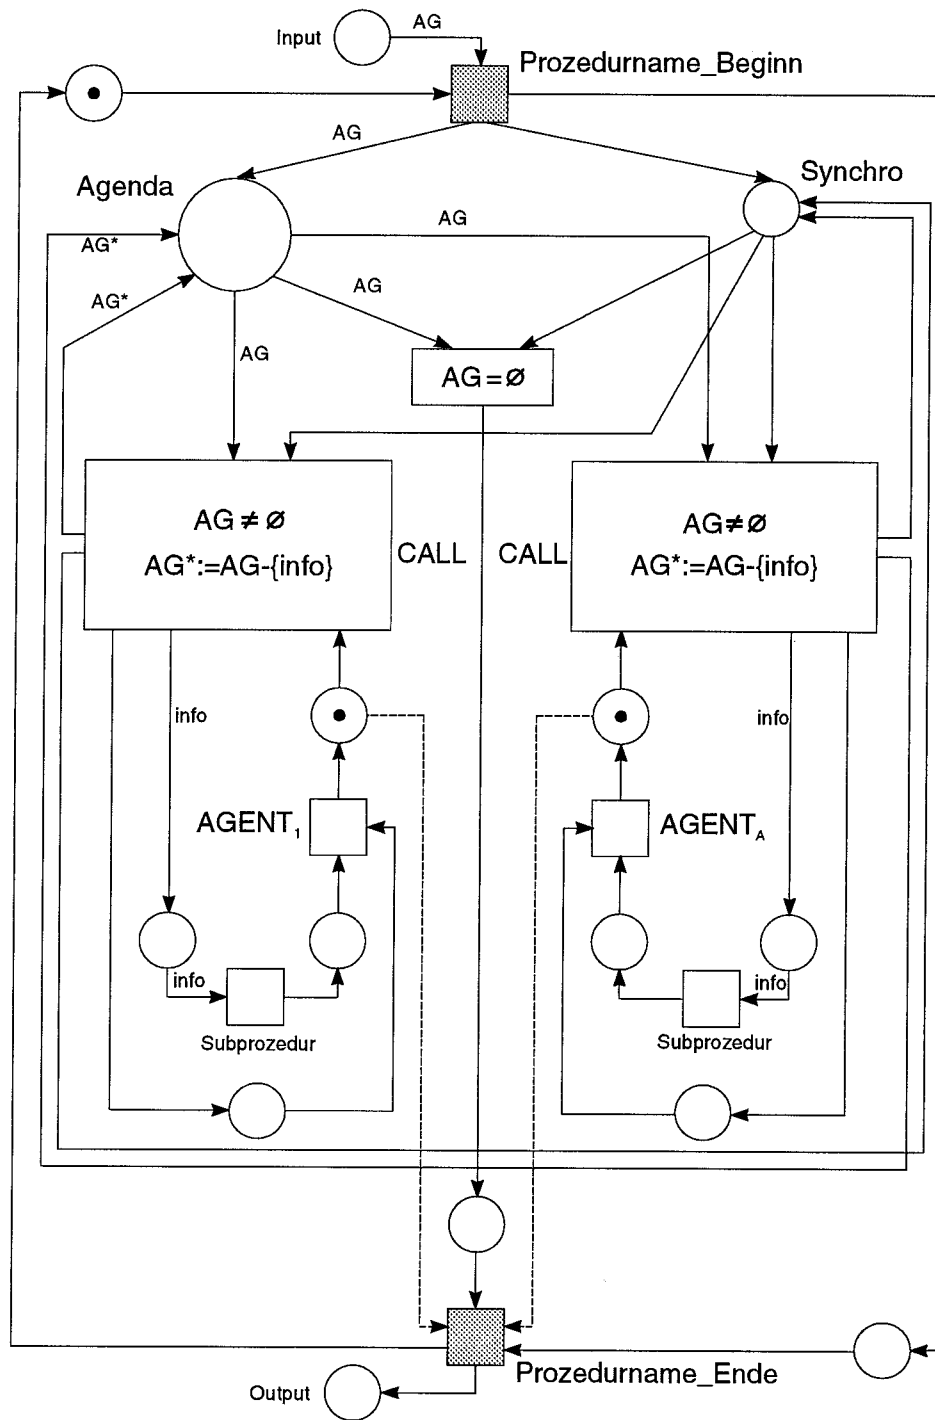 AG
Input
Prozedurname_Beginn
AG
Synchro
Agenda
AG
AG*
AG
AG*
AG
AG = ∅
AG ≠ ∅
AG*:=AG-{info}
CALL
CALL
AG≠∅
AG*:=AG-{info}
info
info
AGENT₁
AGENT_A
info
info
Subprozedur
Subprozedur
Prozedurname_Ende
Output